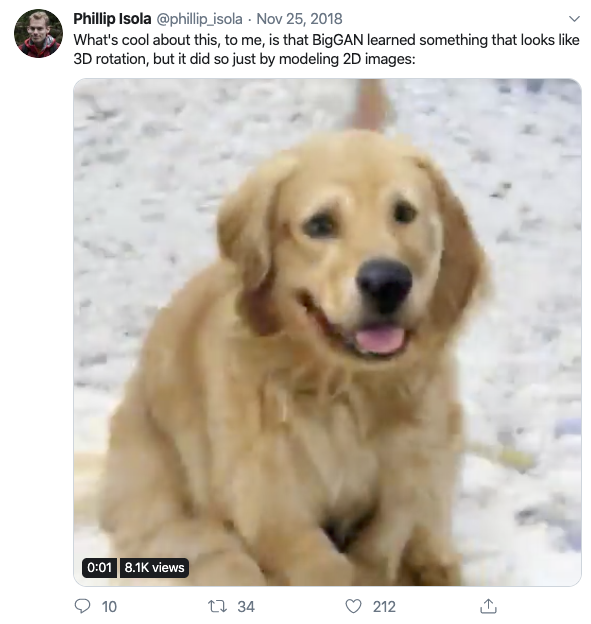 Phillip Isola @phillip_isola · Nov 25, 2018
What's cool about this, to me, is that BigGAN learned something that looks like
3D rotation, but it did so just by modeling 2D images:
0:01 8.1K views
10 34 212